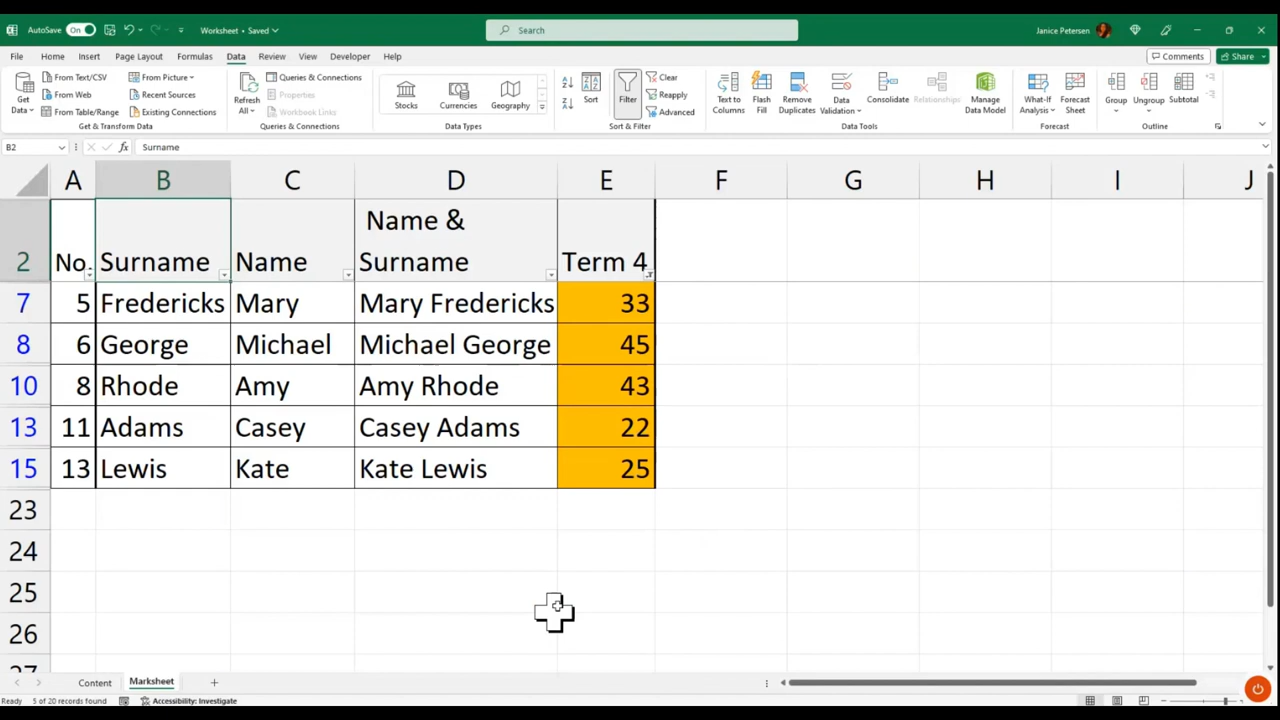 AutoSave On Worksheet • Saved Search Janice Petersen
File Home Insert Page Layout Formulas Data Review View Developer Help Comments Share
Get Data
From Text/CSV
From Web
From Table/Range
From Picture
Recent Sources
Existing Connections
Get & Transform Data
Refresh All
Queries & Connections
Properties
Workbook Links
Queries & Connections
Stocks Currencies Geography
Data Types
Sort
Filter
Clear
Reapply
Advanced
Sort & Filter
Text to Columns
Flash Fill
Remove Duplicates
Data Validation
Consolidate
Relationships
Manage Data Model
Data Tools
What-If Analysis
Forecast Sheet
Forecast
Group
Ungroup
Subtotal
Outline
B2 fx Surname
A B C D E F G H I J
2 No. Surname Name Name & Surname Term 4
7 5 Fredericks Mary Mary Fredericks 33
8 6 George Michael Michael George 45
10 8 Rhode Amy Amy Rhode 43
13 11 Adams Casey Casey Adams 22
15 13 Lewis Kate Kate Lewis 25
23
24
25
26
27
Content Marksheet
Ready 5 of 20 records found Accessibility: Investigate